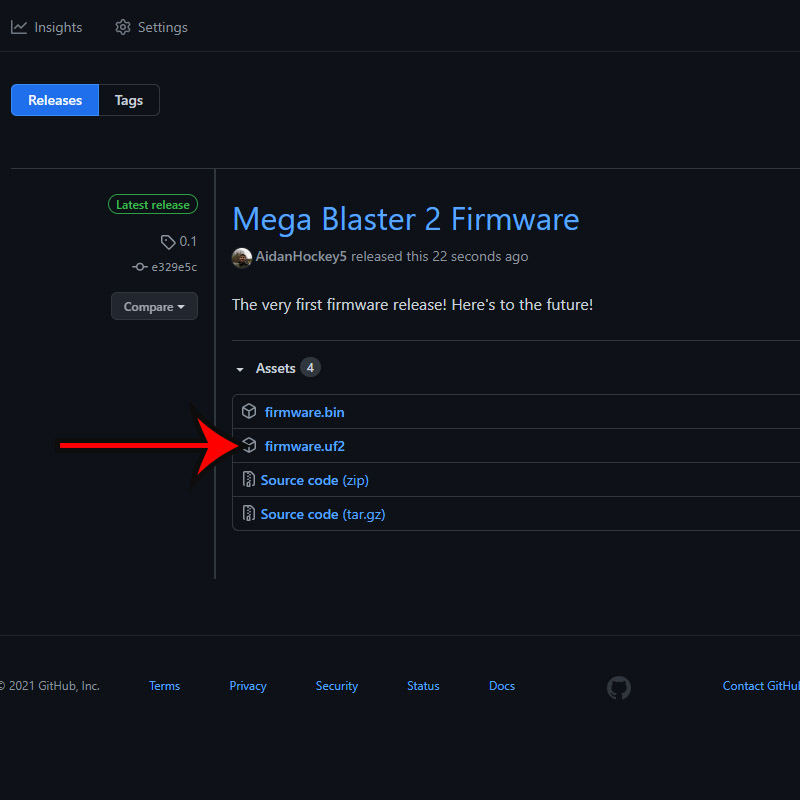 Insights Settings
Releases Tags
Latest release
0.1
e329e5c
Compare
Mega Blaster 2 Firmware
AidanHockey5 released this 22 seconds ago
The very first firmware release! Here's to the future!
Assets 4
firmware.bin
firmware.uf2
Source code (zip)
Source code (tar.gz)
© 2021 GitHub, Inc. Terms Privacy Security Status Docs Contact GitHu